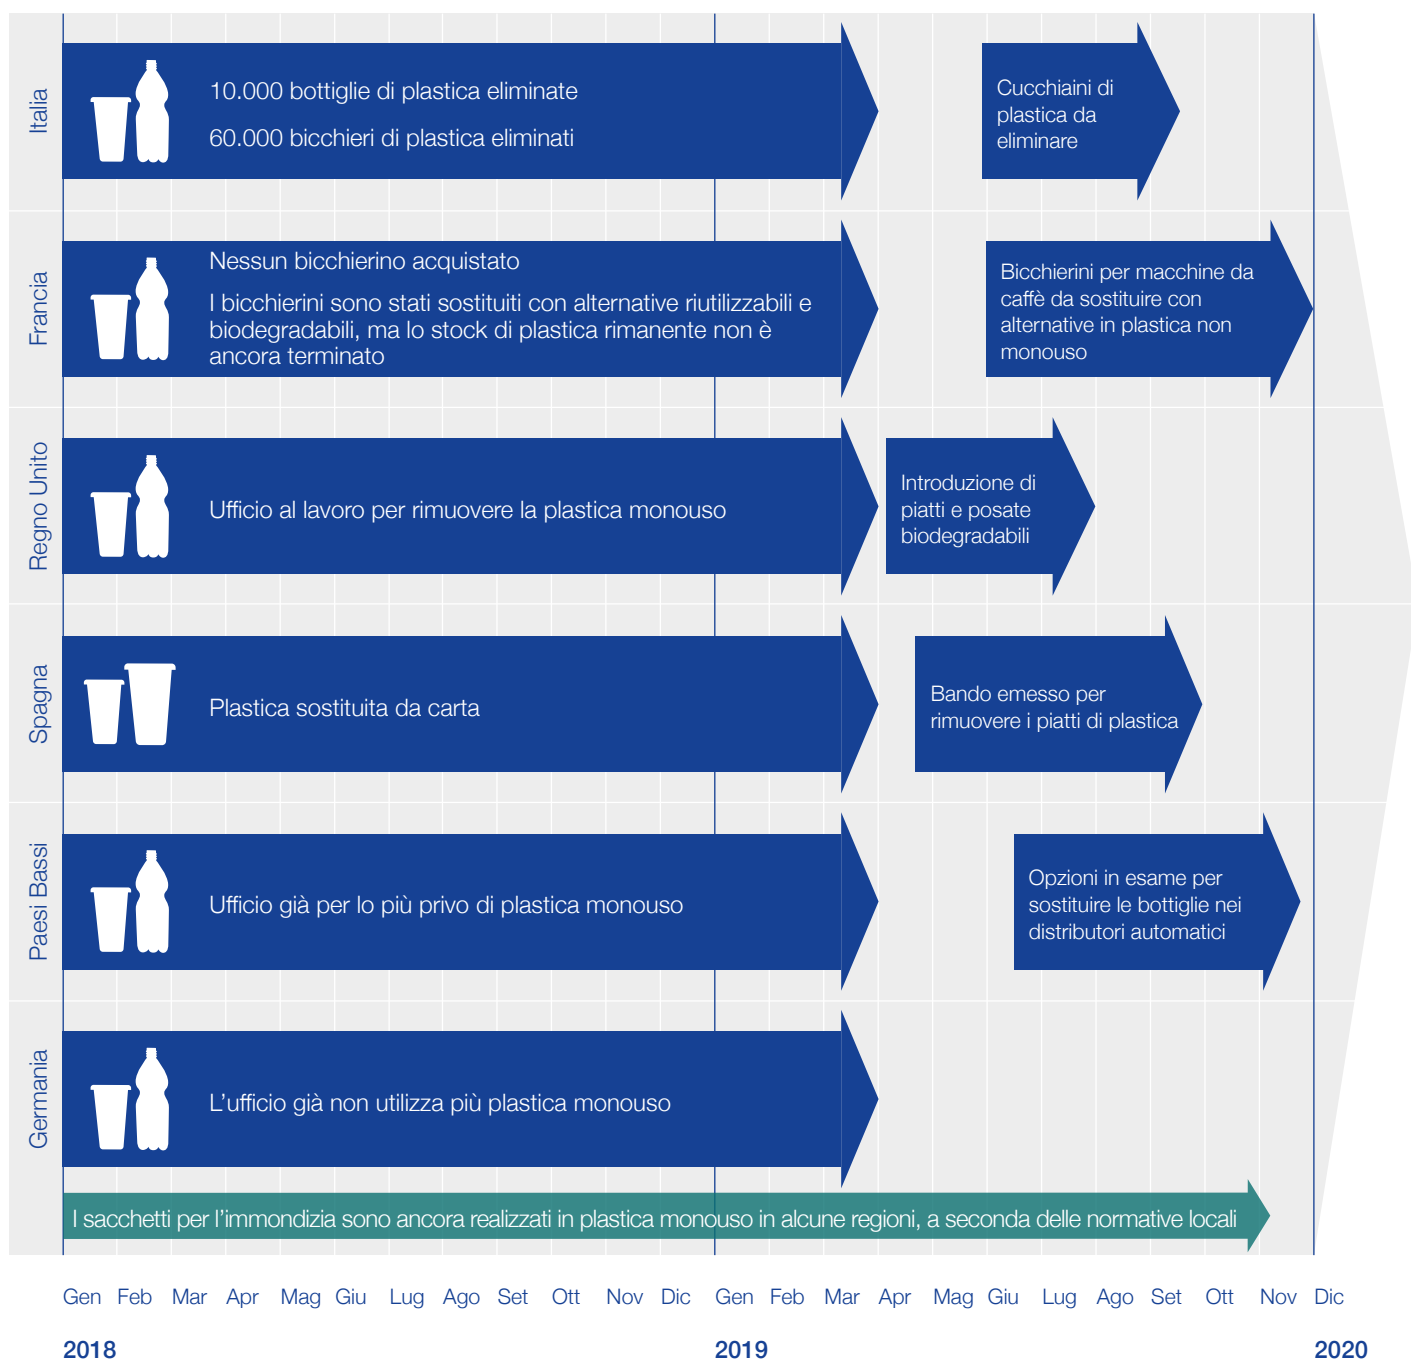 Italia
10.000 bottiglie di plastica eliminate
60.000 bicchieri di plastica eliminati
Cucchiaini di
plastica da
eliminare
Francia
Nessun bicchierino acquistato
I bicchierini sono stati sostituiti con alternative riutilizzabili e
biodegradabili, ma lo stock di plastica rimanente non è
ancora terminato
Bicchierini per macchine da
caffè da sostituire con
alternative in plastica non
monouso
Regno Unito
Ufficio al lavoro per rimuovere la plastica monouso
Introduzione di
piatti e posate
biodegradabili
Spagna
Plastica sostituita da carta
Bando emesso per
rimuovere i piatti di plastica
Paesi Bassi
Ufficio già per lo più privo di plastica monouso
Opzioni in esame per
sostituire le bottiglie nei
distributori automatici
Germania
L'ufficio già non utilizza più plastica monouso
I sacchetti per l'immondizia sono ancora realizzati in plastica monouso in alcune regioni, a seconda delle normative locali
Gen Feb Mar Apr Mag Giu Lug Ago Set Ott Nov Dic Gen Feb Mar Apr Mag Giu Lug Ago Set Ott Nov Dic
2018 2019 2020